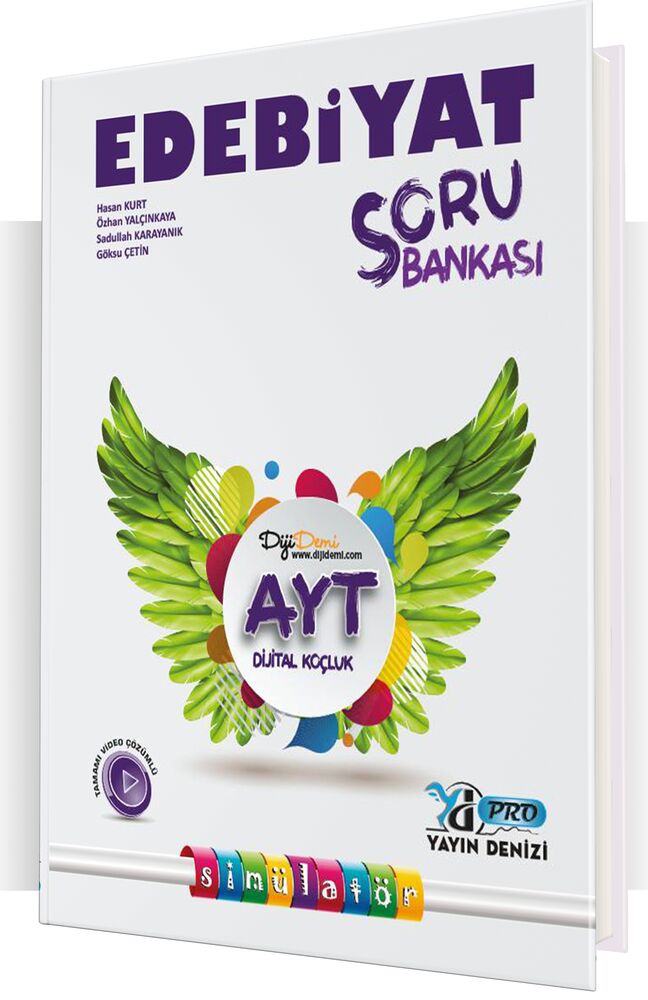 EDEBİYAT
Hasan KURT
Özhan YALÇINKAYA
Sadullah KARAYANIK
Göksu ÇETİN
SORU
BANKASI
DijiDemi
www.dijidemi.com
AYT
DİJİTAL KOÇLUK
TAMAMI VİDEO ÇÖZÜMLÜ
yd PRO
YAYIN DENİZİ
simülatör